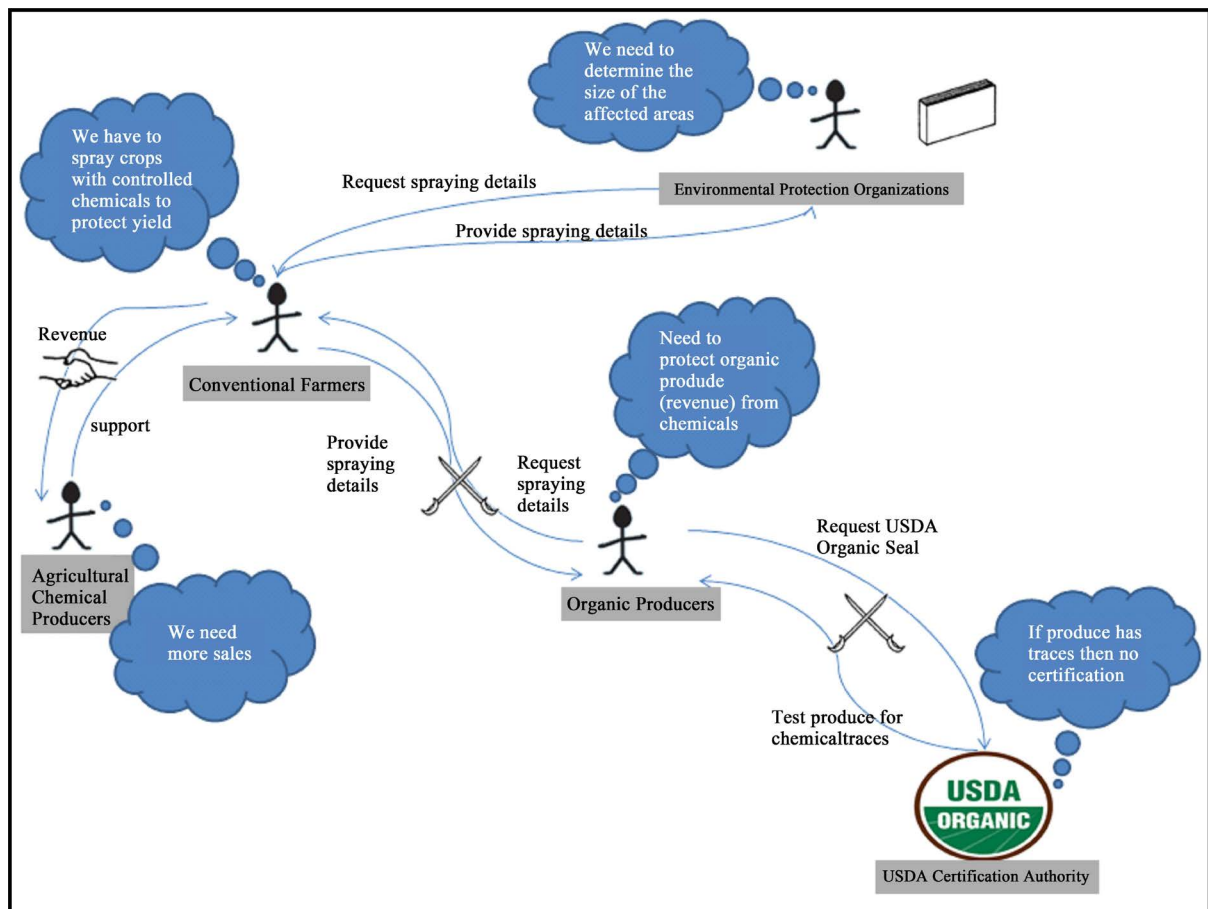 We need to
determine the
size of the
affected areas
We have to
spray crops
with controlled
chemicals to
protect yield
Request spraying details
Environmental Protection Organizations
Provide spraying details
Revenue
Conventional Farmers
support
Need to
protect organic
produde
(revenue) from
chemicals
Provide
spraying
details
Request
spraying
details
Request USDA
Organic Seal
Agricultural
Chemical
Producers
Organic Producers
We need
more sales
If produce has
traces then no
certification
Test produce for
chemicaltraces
USDA
ORGANIC
USDA Certification Authority